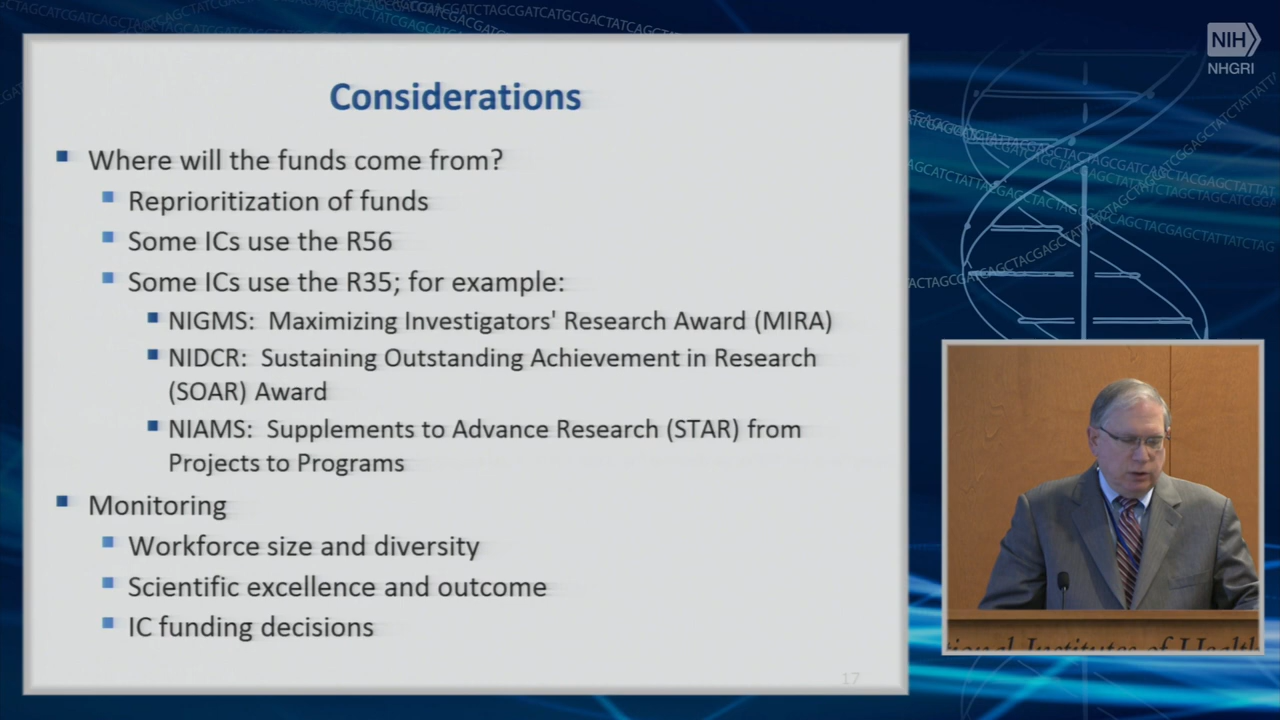 Considerations
Where will the funds come from?
Reprioritization of funds
Some ICs use the R56
Some ICs use the R35; for example:
NIGMS: Maximizing Investigators' Research Award (MIRA)
NIDCR: Sustaining Outstanding Achievement in Research
(SOAR) Award
NIAMS: Supplements to Advance Research (STAR) from
Projects to Programs
Monitoring
Workforce size and diversity
Scientific excellence and outcome
IC funding decisions
17
NIH
NHGRI
Institutes of Health